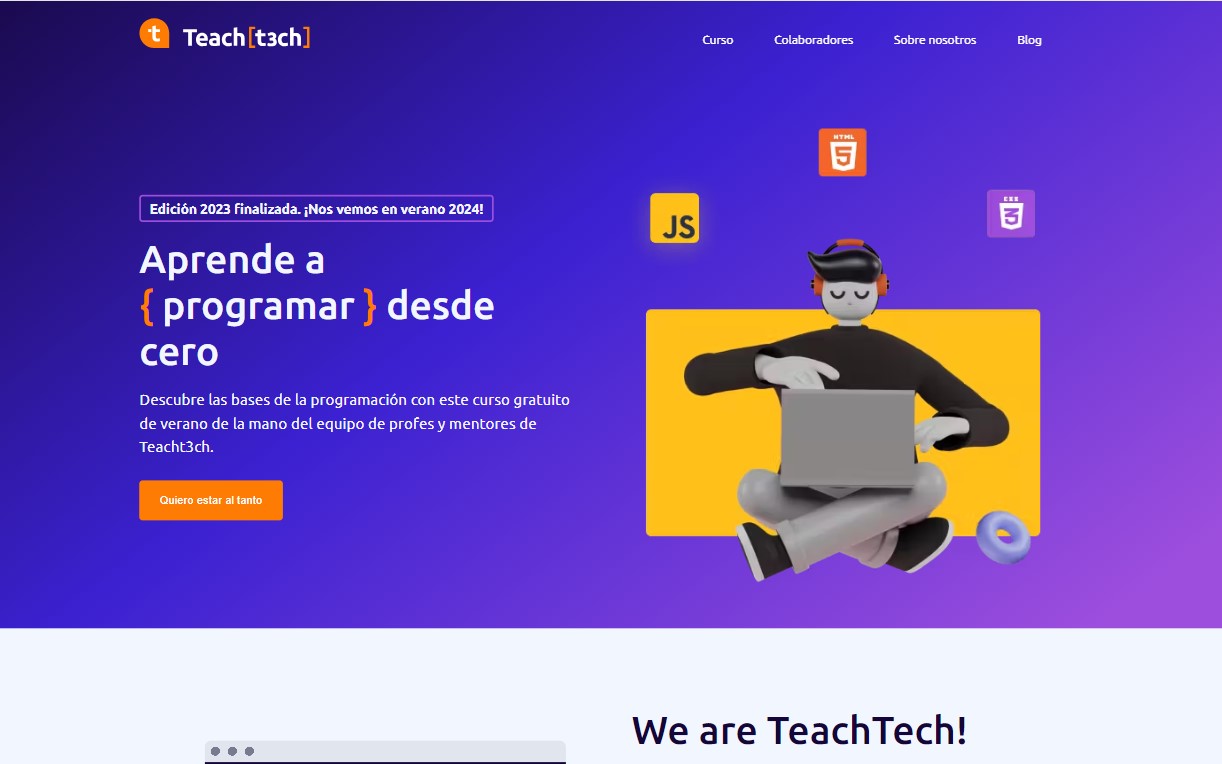 t Teach[t3ch]
Curso Colaboradores Sobre nosotros Blog
HTML
5
JS
3
Edición 2023 finalizada. ¡Nos vemos en verano 2024!
Aprende a
{ programar } desde
cero
Descubre las bases de la programación con este curso gratuito
de verano de la mano del equipo de profes y mentores de
Teacht3ch.
Quiero estar al tanto
We are TeachTech!